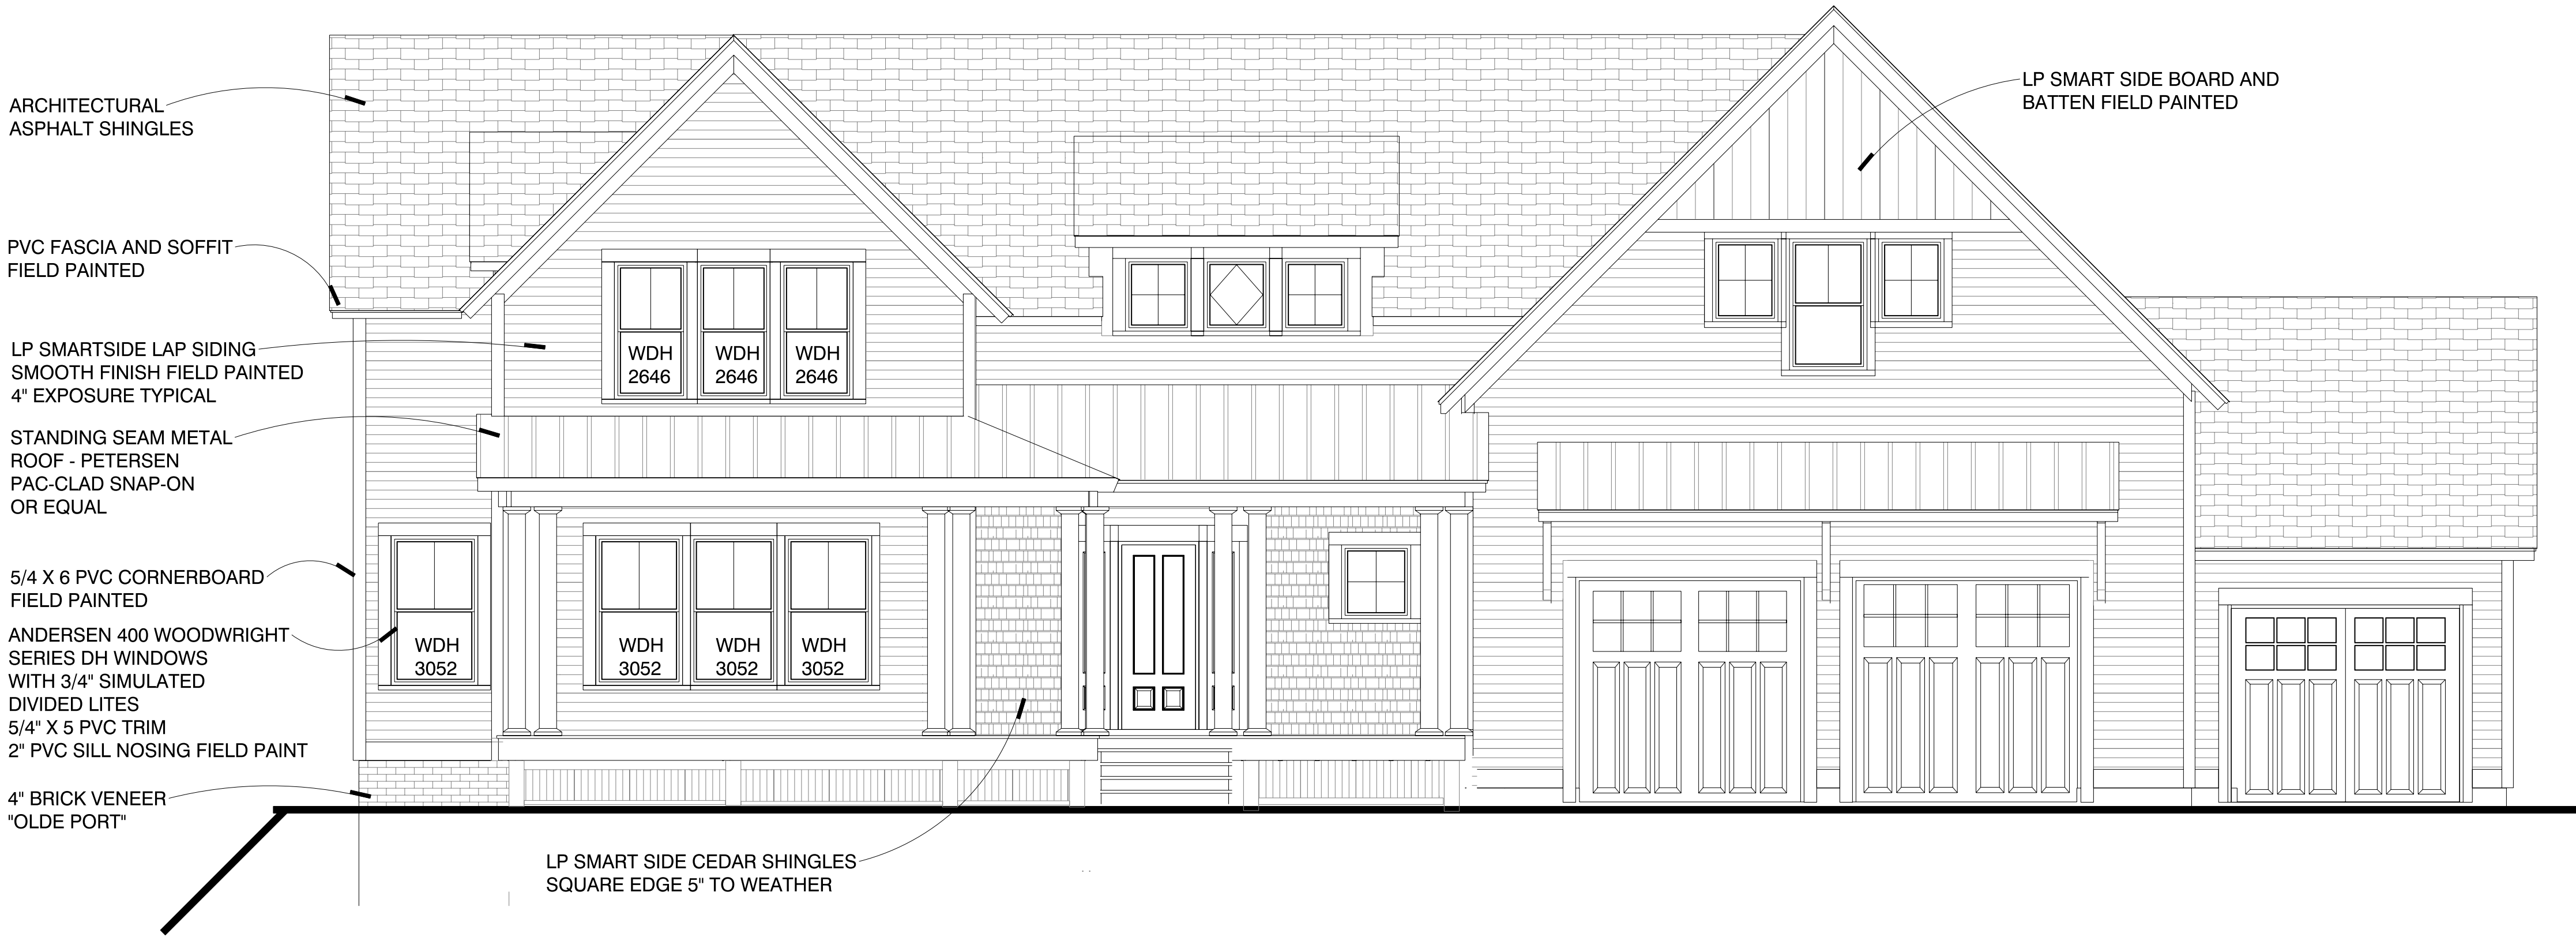 ARCHITECTURAL
ASPHALT SHINGLES
LP SMART SIDE BOARD AND
BATTEN FIELD PAINTED
PVC FASCIA AND SOFFIT
FIELD PAINTED
LP SMARTSIDE LAP SIDING
SMOOTH FINISH FIELD PAINTED
4" EXPOSURE TYPICAL
WDH
2646
WDH
2646
WDH
2646
STANDING SEAM METAL
ROOF - PETERSEN
PAC-CLAD SNAP-ON
OR EQUAL
5/4 X 6 PVC CORNERBOARD
FIELD PAINTED
ANDERSEN 400 WOODWRIGHT
SERIES DH WINDOWS
WITH 3/4" SIMULATED
DIVIDED LITES
5/4" X 5 PVC TRIM
2" PVC SILL NOSING FIELD PAINT
WDH
3052
WDH
3052
WDH
3052
WDH
3052
4" BRICK VENEER
"OLDE PORT"
LP SMART SIDE CEDAR SHINGLES
SQUARE EDGE 5" TO WEATHER